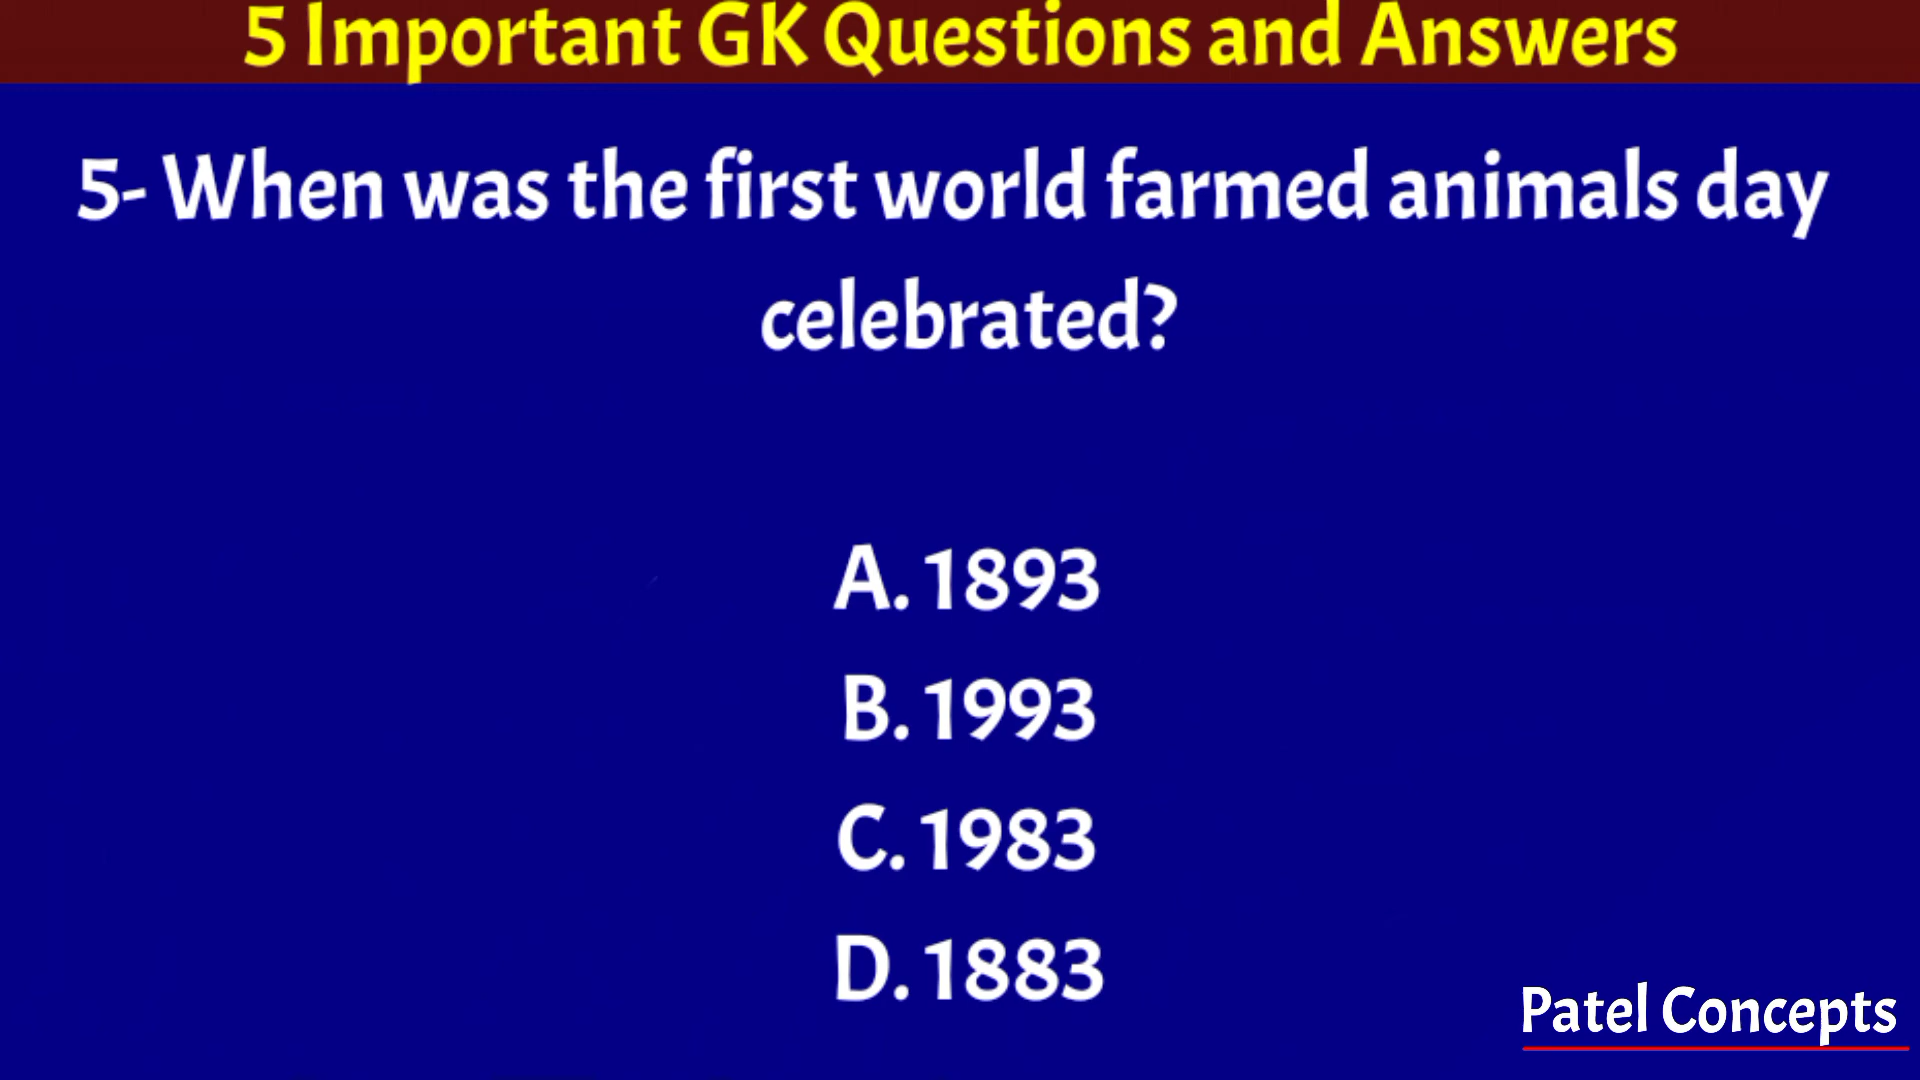 5 Important GK Questions and Answers
5- When was the first world farmed animals day
celebrated?
A. 1893
B. 1993
C. 1983
D. 1883
Patel Concepts